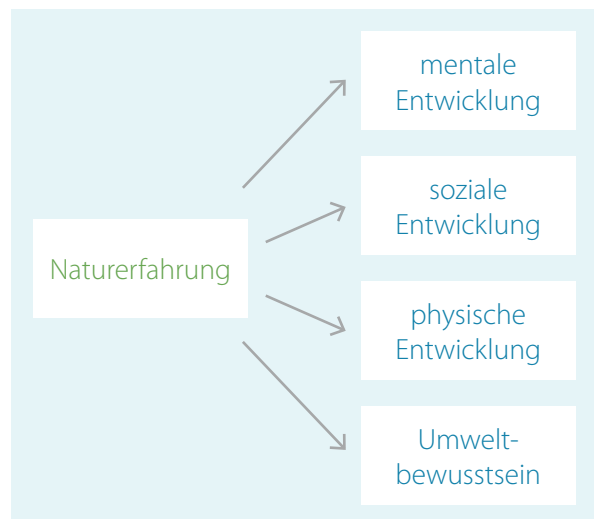 mentale
Entwicklung
soziale
Entwicklung
Naturerfahrung
physische
Entwicklung
Umwelt-
bewusstsein